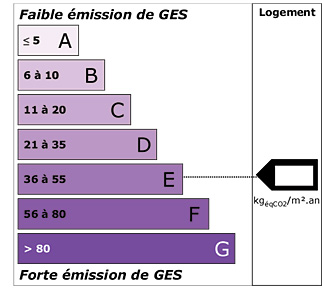 Faible émission de GES
Logement
≤ 5 A
6 à 10 B
11 à 20 C
21 à 35 D
36 à 55 E
kgéqCO2/m².an
56 à 80 F
> 80 G
Forte émission de GES